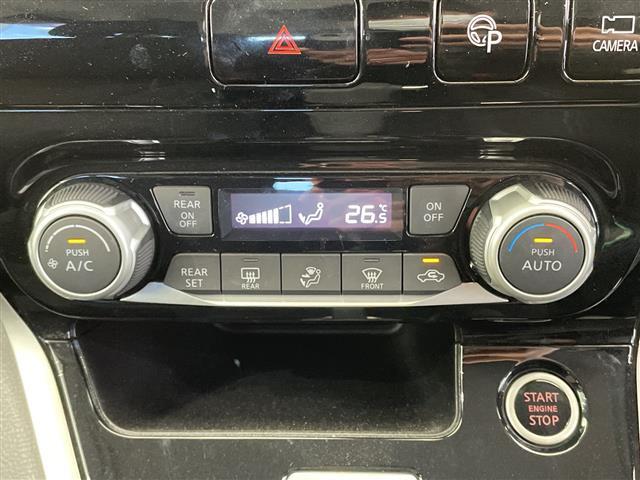 P
CAMERA
REAR
ON
OFF
26.5 °C
ON
OFF
PUSH
A/C
PUSH
AUTO
REAR
SET
REAR
FRONT
START
ENGINE
STOP